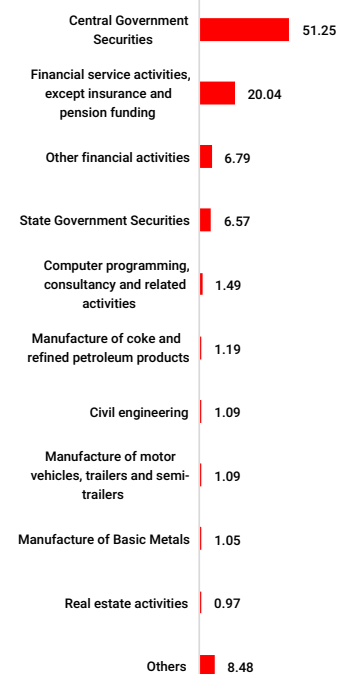 Central Government
Securities
51.25
Financial service activities,
except insurance and
pension funding
20.04
Other financial activities
6.79
State Government Securities
6.57
Computer programming,
consultancy and related
activities
1.49
Manufacture of coke and
refined petroleum products
1.19
Civil engineering
1.09
Manufacture of motor
vehicles, trailers and semi-
trailers
1.09
Manufacture of Basic Metals
1.05
Real estate activities
0.97
Others
8.48